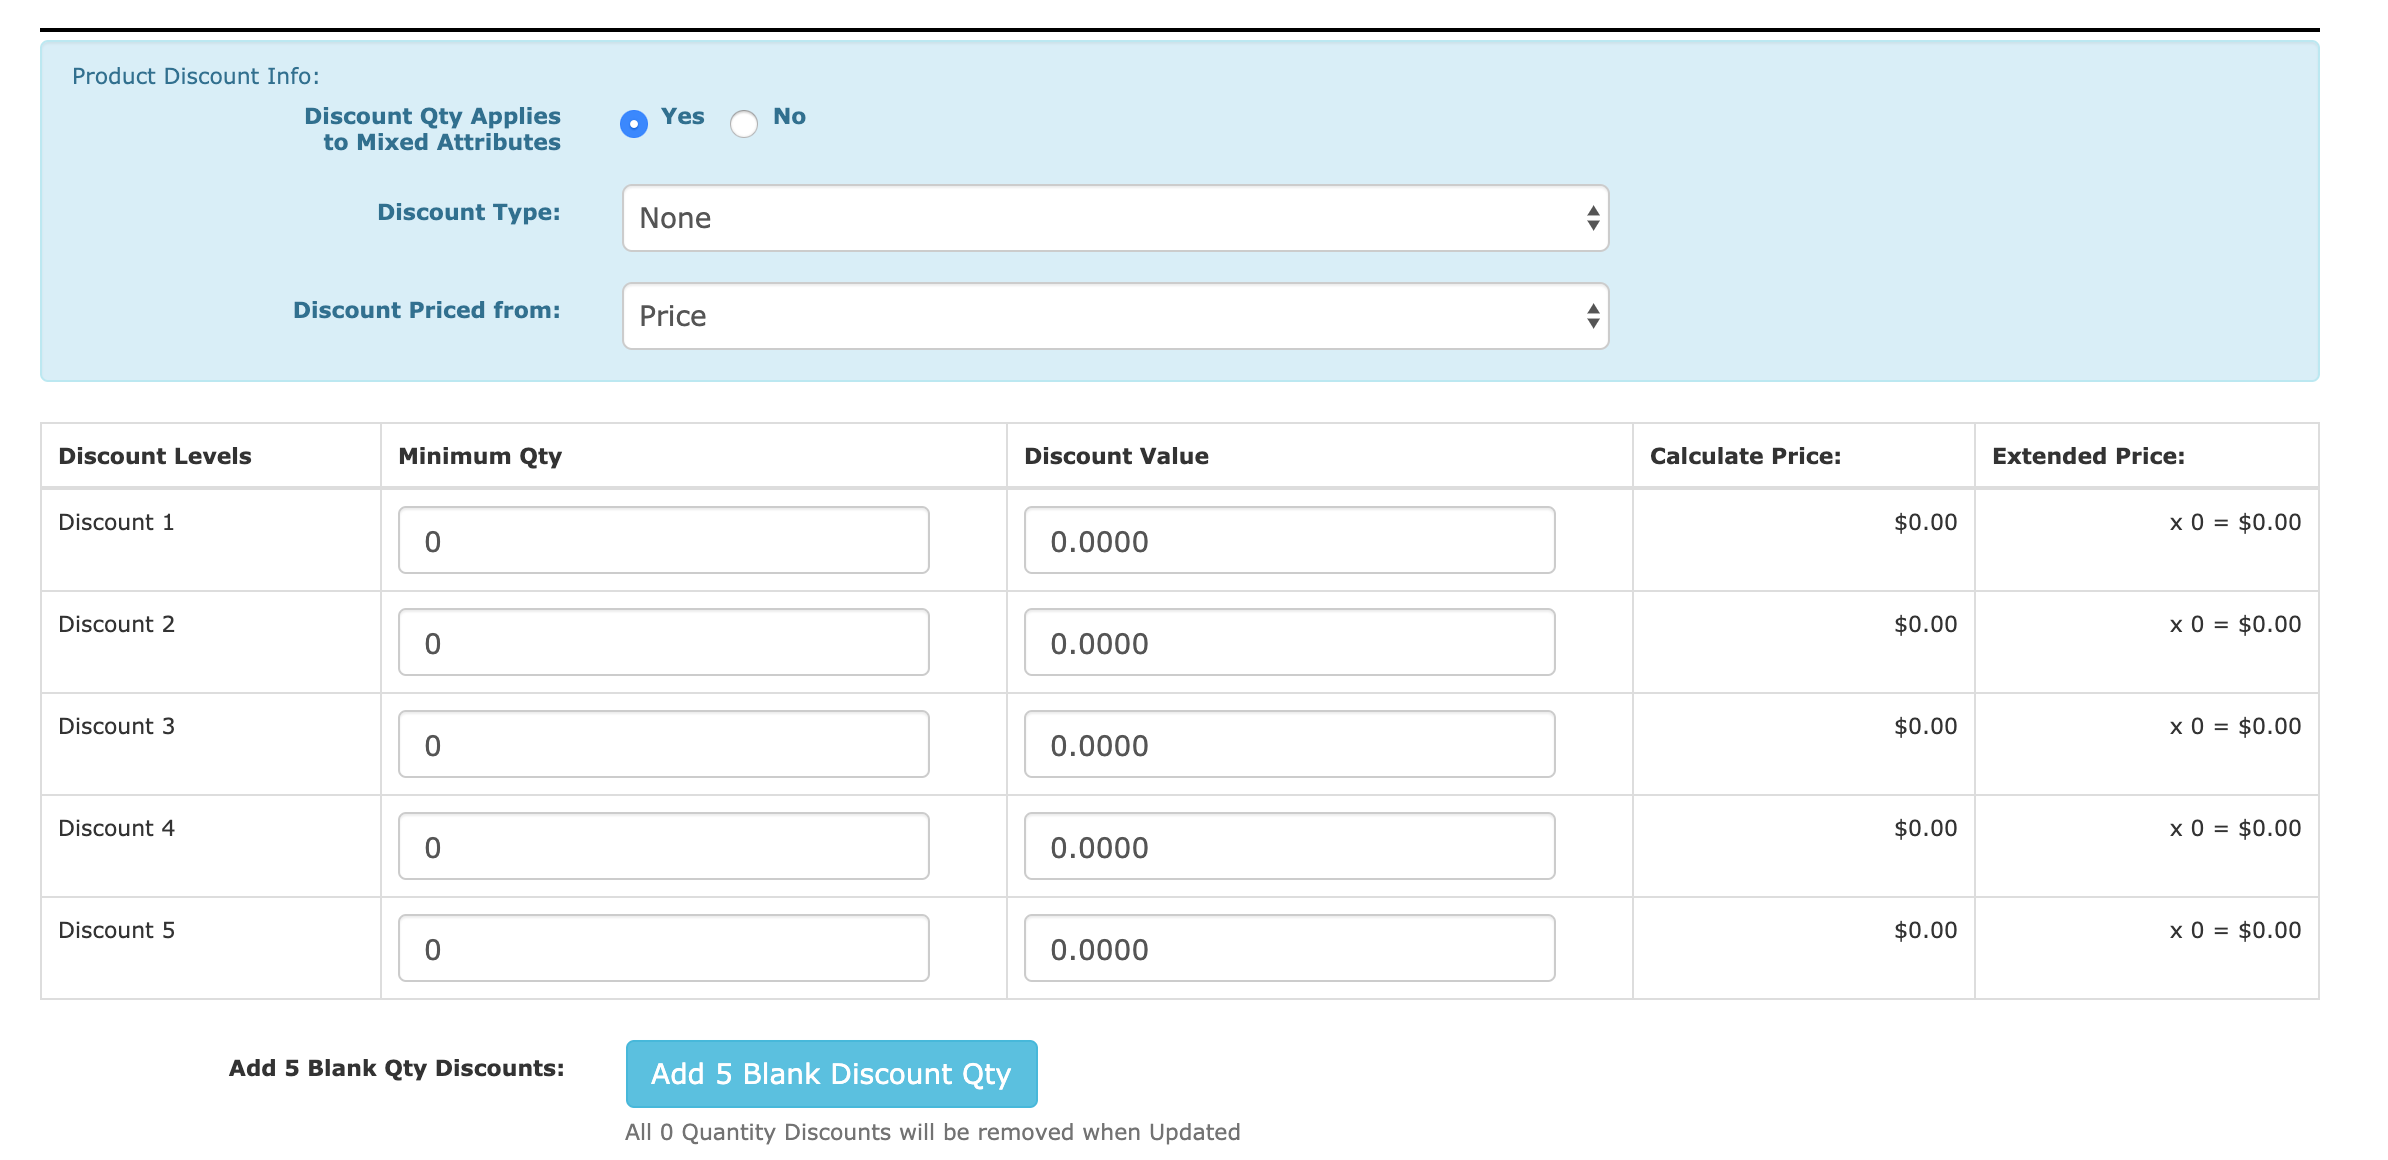 Product Discount Info:
Discount Qty Applies to Mixed Attributes Yes No
Discount Type: None
Discount Priced from: Price
Discount Levels Minimum Qty Discount Value Calculate Price: Extended Price:
Discount 1 0 0.0000 $0.00 x 0 = $0.00
Discount 2 0 0.0000 $0.00 x 0 = $0.00
Discount 3 0 0.0000 $0.00 x 0 = $0.00
Discount 4 0 0.0000 $0.00 x 0 = $0.00
Discount 5 0 0.0000 $0.00 x 0 = $0.00
Add 5 Blank Qty Discounts: Add 5 Blank Discount Qty
All 0 Quantity Discounts will be removed when Updated